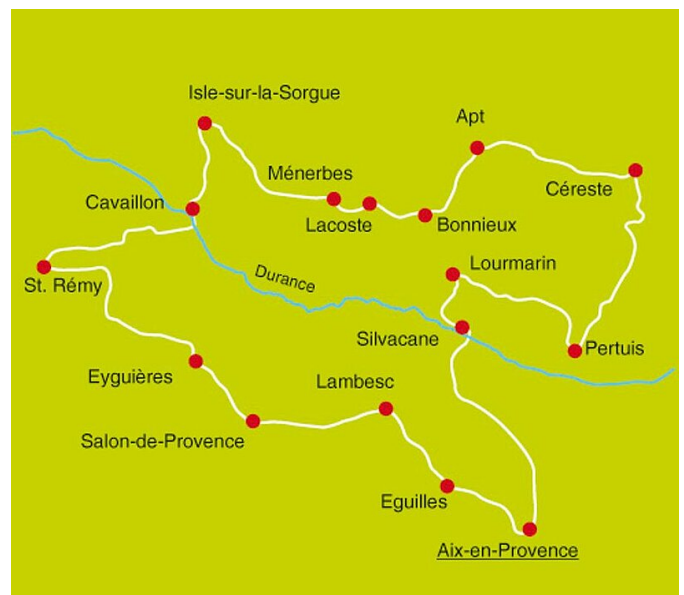 Isle-sur-la-Sorgue
Apt
Ménerbes
Céreste
Cavaillon
Lacoste
Bonnieux
Lourmarin
Durance
St. Rémy
Silvacane
Pertuis
Eyguières
Lambesc
Salon-de-Provence
Eguilles
Aix-en-Provence